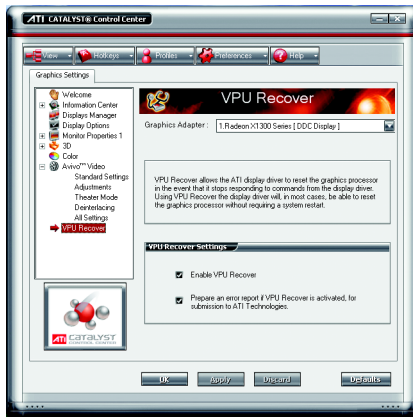 ATI CATALYST® Control Center
View Hotkeys Profiles Preferences Help
Graphics Settings
Welcome
Information Center
Displays Manager
Display Options
Monitor Properties 1
3D
Color
Avivo™ Video
Standard Settings
Adjustments
Theater Mode
Deinterlacing
All Settings
VPU Recover
ATI CATALYST
CONTROL CENTER
VPU Recover
Graphics Adapter :
1.Radeon X1300 Series [ DDC Display ]
VPU Recover allows the ATI display driver to reset the graphics processor
in the event that it stops responding to commands from the display driver.
Using VPU Recover the display driver will, in most cases, be able to reset
the graphics processor without requiring a system restart.
VPU Recover Settings
Enable VPU Recover
Prepare an error report if VPU Recover is activated, for
submission to ATI Technologies.
OK Apply Discard Defaults